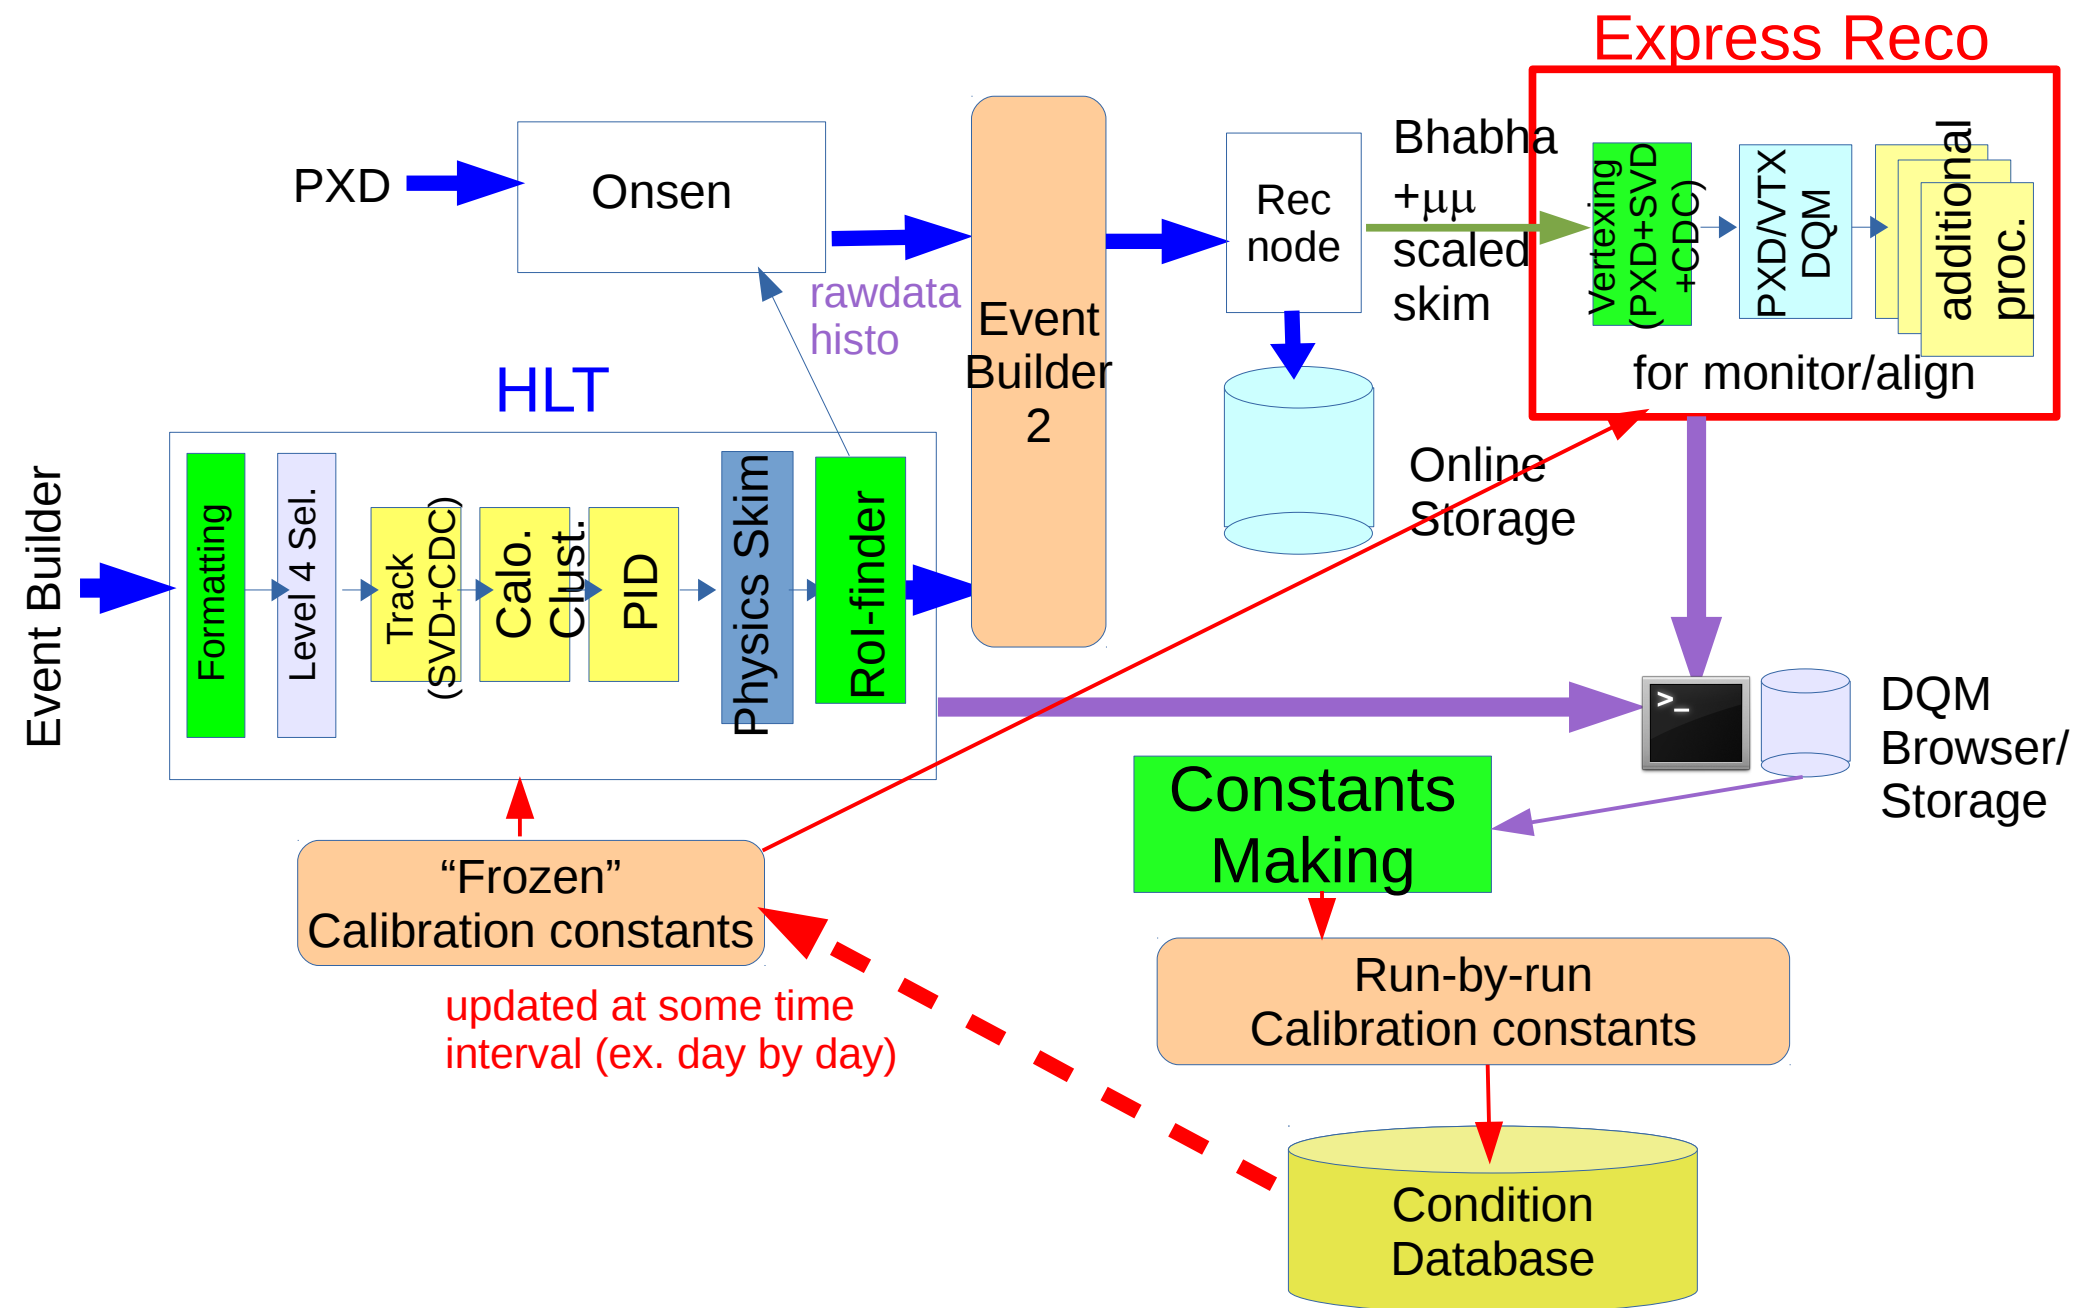 Express Reco
PXD
Onsen
rawdata
histo
Event
Builder
2
Rec
node
Bhabha
+μμ
scaled
skim
Vertexing
(PXD+SVD
+CDC)
PXD/VTX
DQM
additional
proc.
for monitor/align
Online
Storage
HLT
Event Builder
Formatting
Level 4 Sel.
Track
(SVD+CDC)
Calo.
Clust.
PID
Physics Skim
RoI-finder
>_
DQM
Browser/
Storage
Constants
Making
“Frozen”
Calibration constants
updated at some time
interval (ex. day by day)
Run-by-run
Calibration constants
Condition
Database